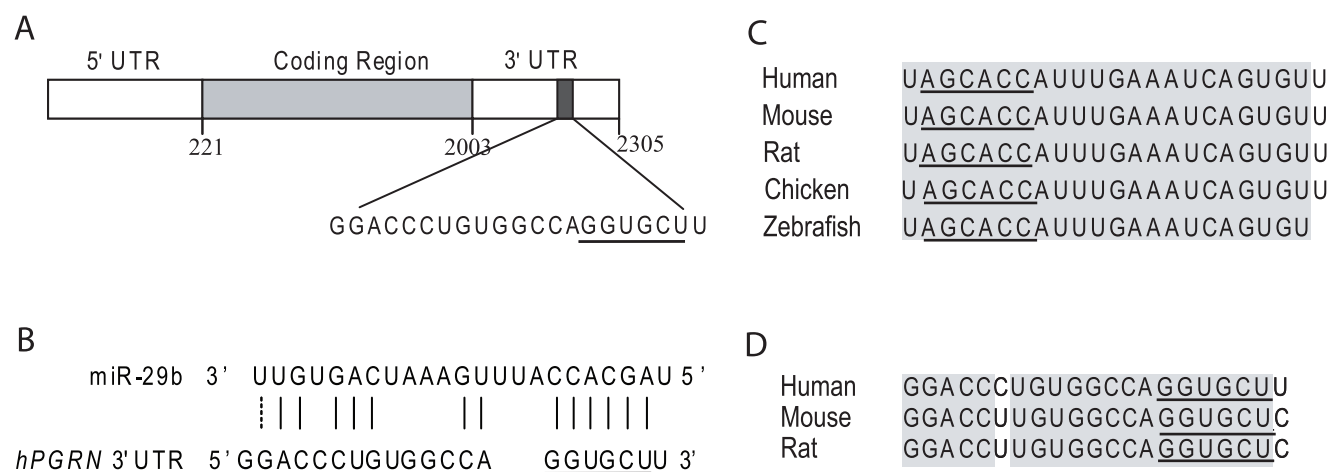 A
5' UTR Coding Region 3' UTR
221 2003 2305
GGACCCUGUGGCCAGGUGCUU
B
miR-29b 3' UUGUGACUAAAGUUUACCACGAU 5'
hPGRN 3'UTR 5' GGACCCUGUGGCCA GGUGCUU 3'
C
Human UAGCACCAUUUGAAAUCAGUGUU
Mouse UAGCACCAUUUGAAAUCAGUGUU
Rat UAGCACCAUUUGAAAUCAGUGUU
Chicken UAGCACCAUUUGAAAUCAGUGUU
Zebrafish UAGCACCAUUUGAAAUCAGUGU
D
Human GGACCCUGUGGCCAGGUGCUU
Mouse GGACCUUGUGGCCAGGUGCUC
Rat GGACCUUGUGGCCAGGUGCUC